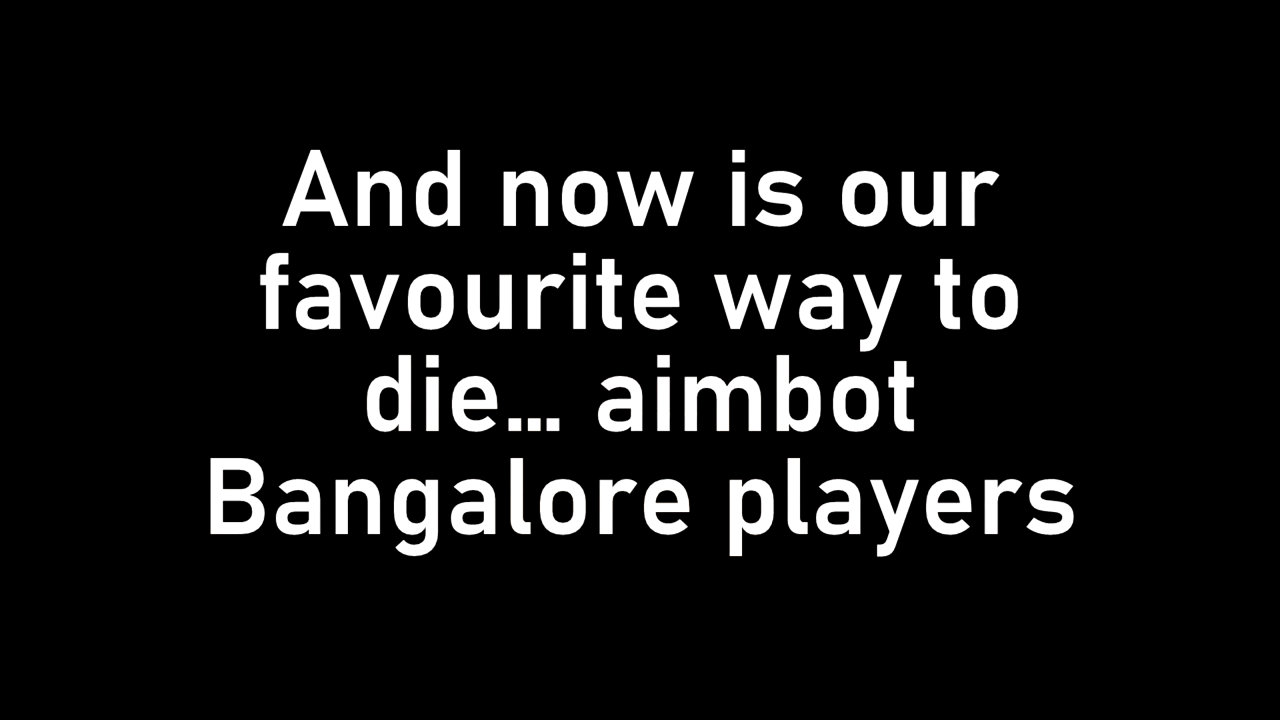 And now is our
favourite way to
die... aimbot
Bangalore players